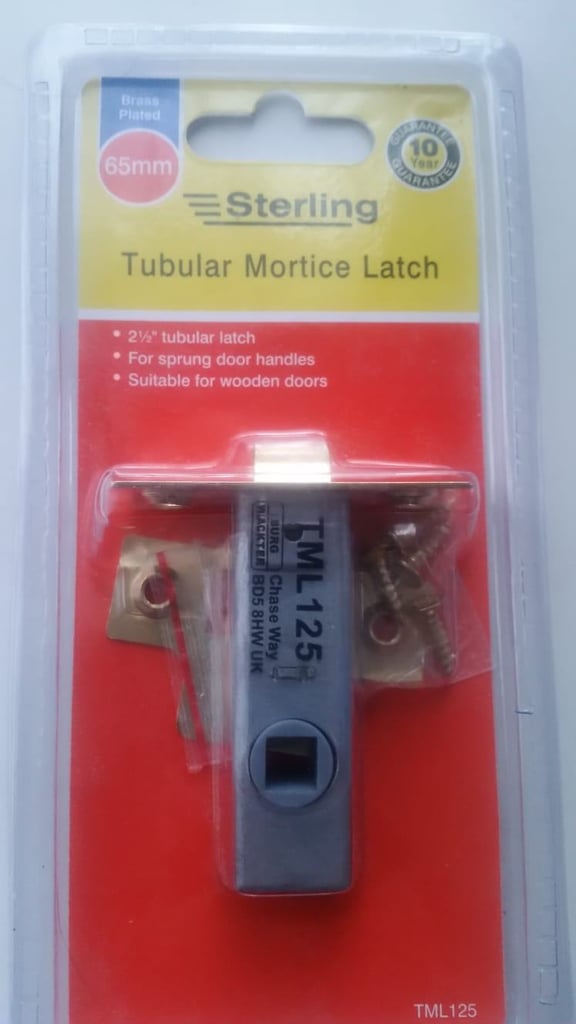 Brass
Plated
65mm
GUARANTEE
10
Year
GUARANTEE
Sterling
Tubular Mortice Latch
• 2½" tubular latch
• For sprung door handles
• Suitable for wooden doors
TML125
BURG
WACHTER
Chase Way
BD5 8HW UK
TML125